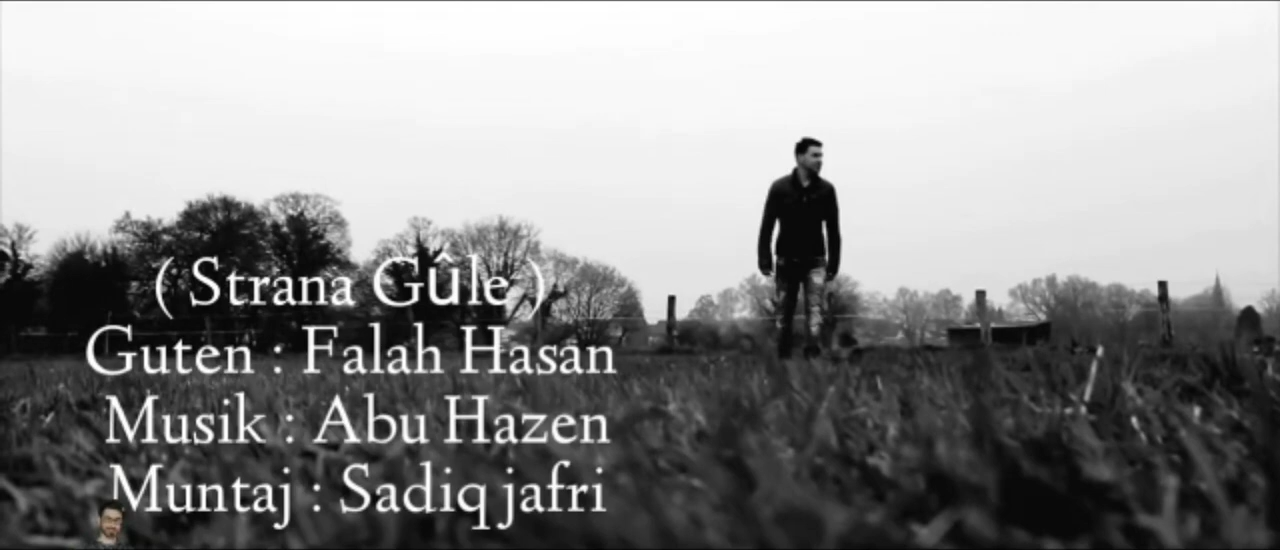 ( Strana Gûle )
Guten : Falah Hasan
Musik : Abu Hazen
Muntaj : Sadiq jafri